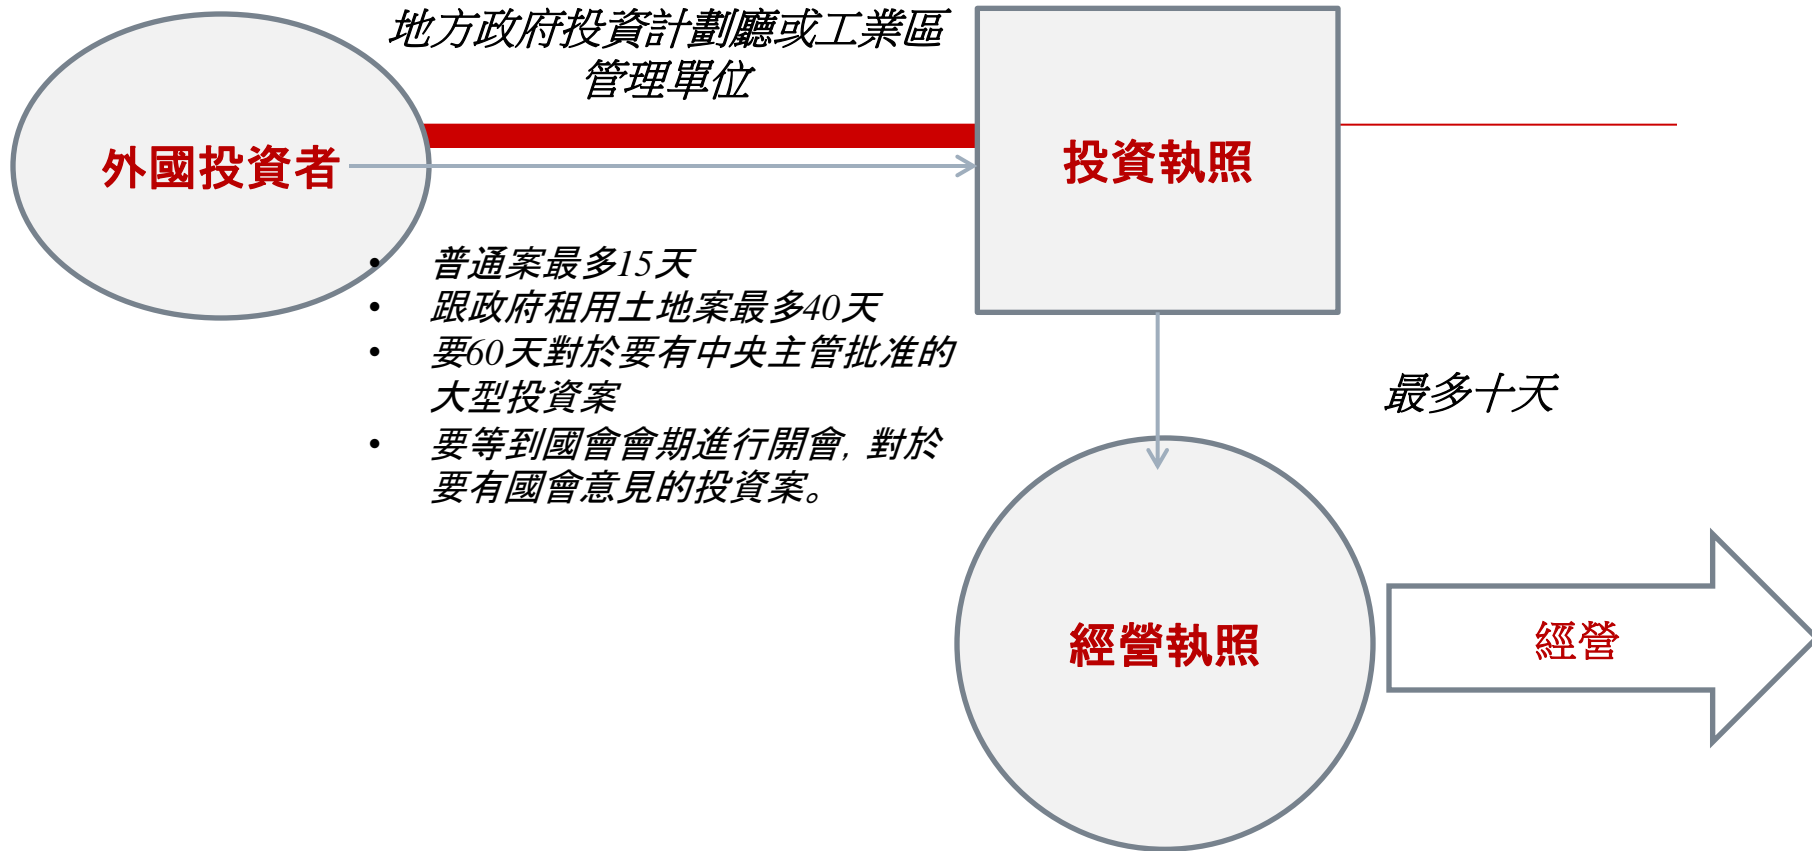 地方政府投資計劃廳或工業區
管理單位
外國投資者
投資執照
• 普通案最多15天
• 跟政府租用土地案最多40天
• 要60天對於要有中央主管批准的
大型投資案
• 要等到國會會期進行開會, 對於
要有國會意見的投資案。
最多十天
經營執照
經營